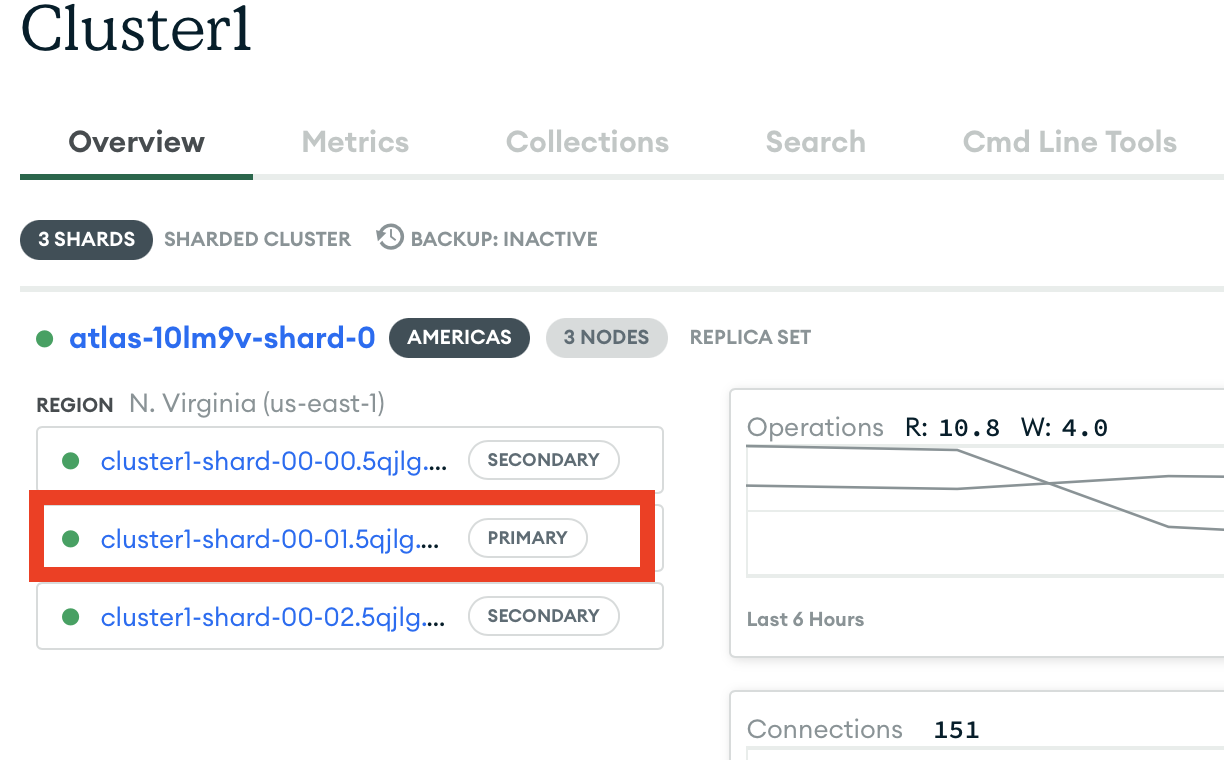 Cluster1
Overview Metrics Collections Search Cmd Line Tools
3 SHARDS SHARDED CLUSTER BACKUP: INACTIVE
atlas-10lm9v-shard-0 AMERICAS 3 NODES REPLICA SET
REGION N. Virginia (us-east-1)
cluster1-shard-00-00.5qjlg.... SECONDARY
cluster1-shard-00-01.5qjlg.... PRIMARY
cluster1-shard-00-02.5qjlg.... SECONDARY
Operations R: 10.8 W: 4.0
Last 6 Hours
Connections 151